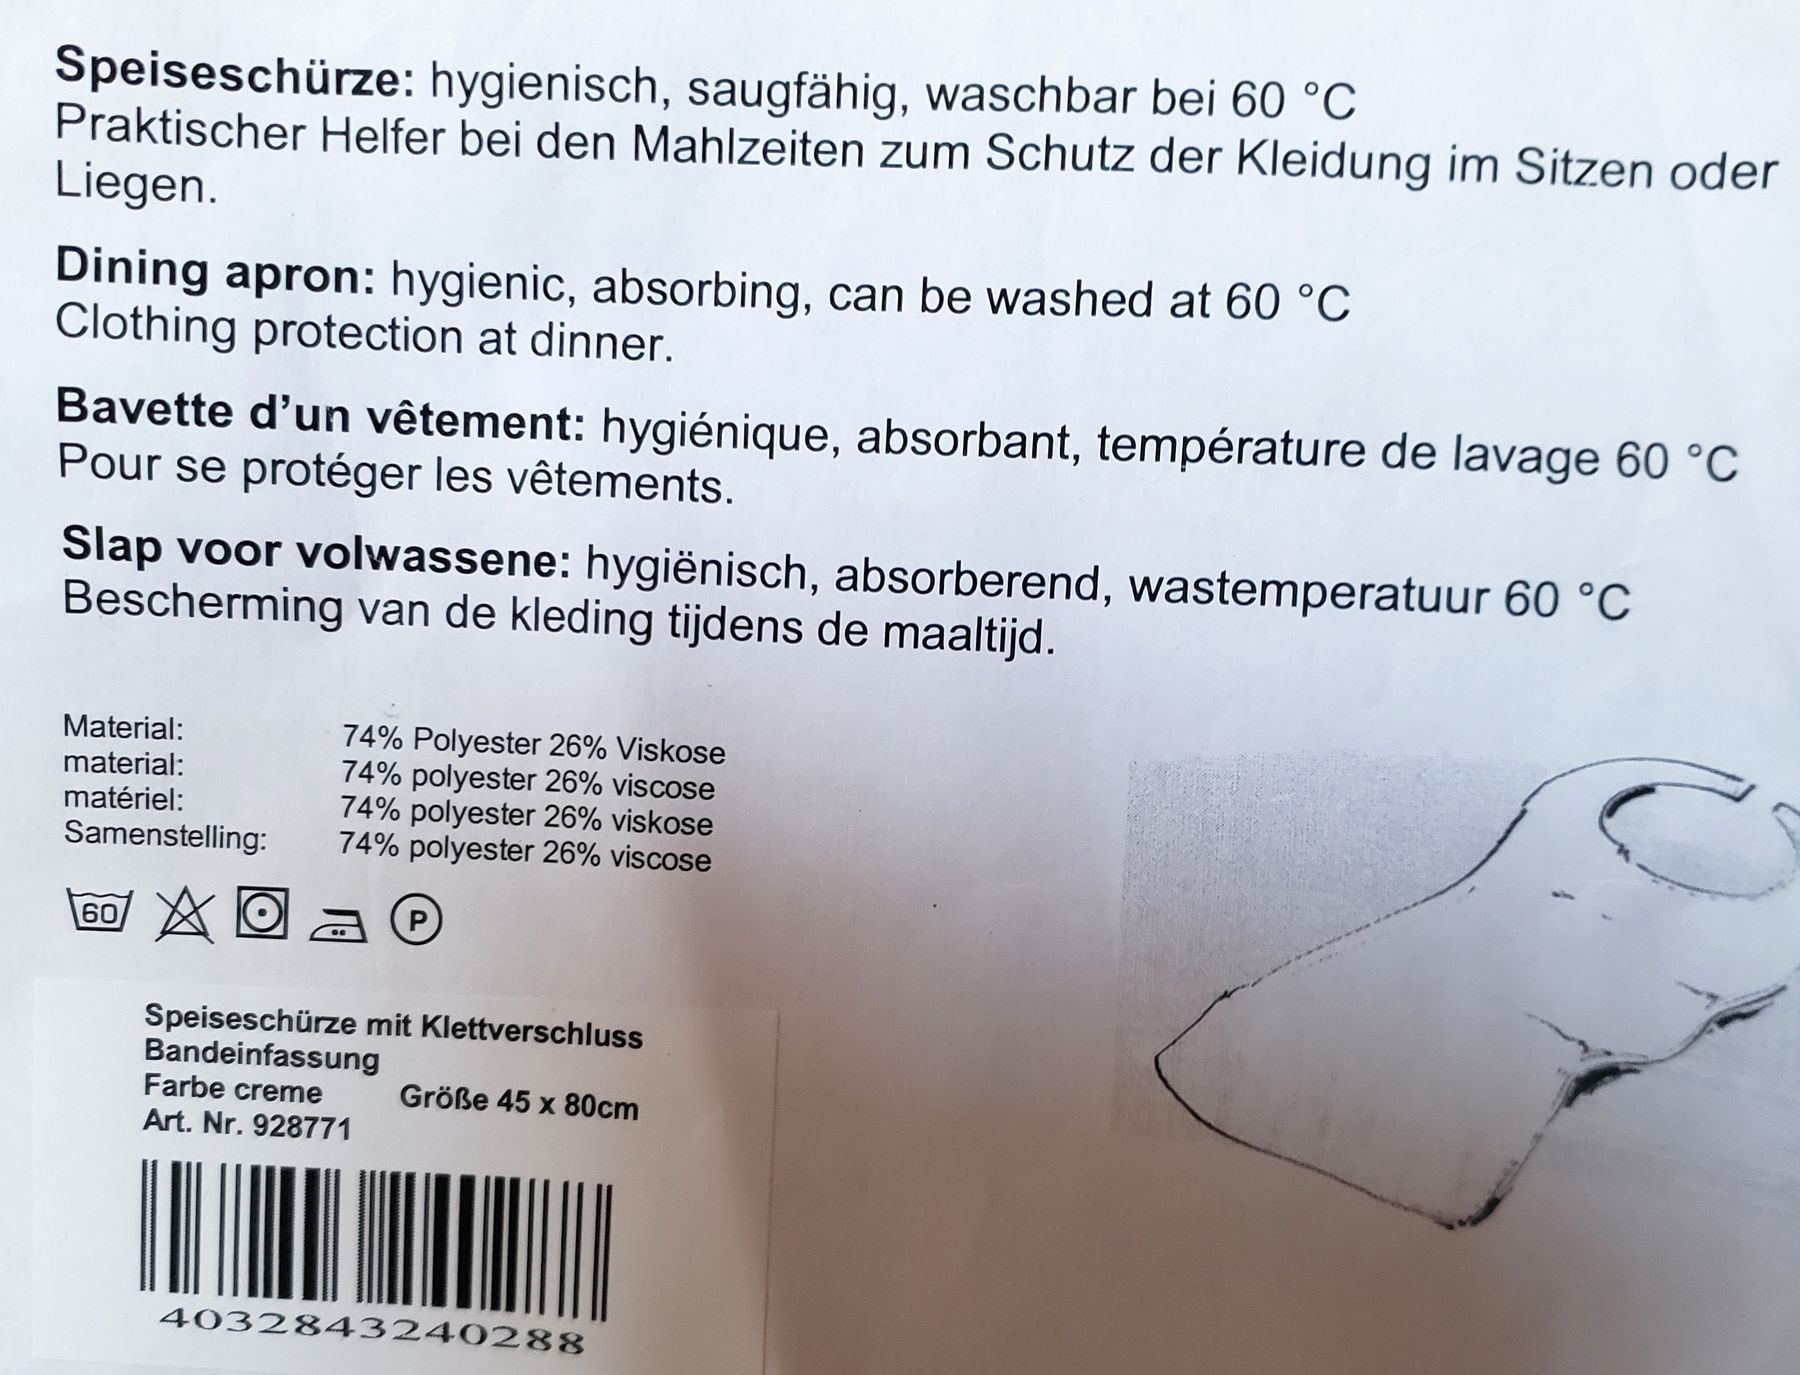 Speiseschürze: hygienisch, saugfähig, waschbar bei 60 °C
Praktischer Helfer bei den Mahlzeiten zum Schutz der Kleidung im Sitzen oder
Liegen.
Dining apron: hygienic, absorbing, can be washed at 60 °C
Clothing protection at dinner.
Bavette d'un vêtement: hygiénique, absorbant, température de lavage 60 °C
Pour se protéger les vêtements.
Slap voor volwassene: hygiënisch, absorberend, wastemperatuur 60 °C
Bescherming van de kleding tijdens de maaltijd.
Material: 74% Polyester 26% Viskose
material: 74% polyester 26% viscose
matériel: 74% polyester 26% viskose
Samenstelling: 74% polyester 26% viscose
60 P
Speiseschürze mit Klettverschluss
Bandeinfassung
Farbe creme Größe 45 x 80cm
Art. Nr. 928771
4032843240288